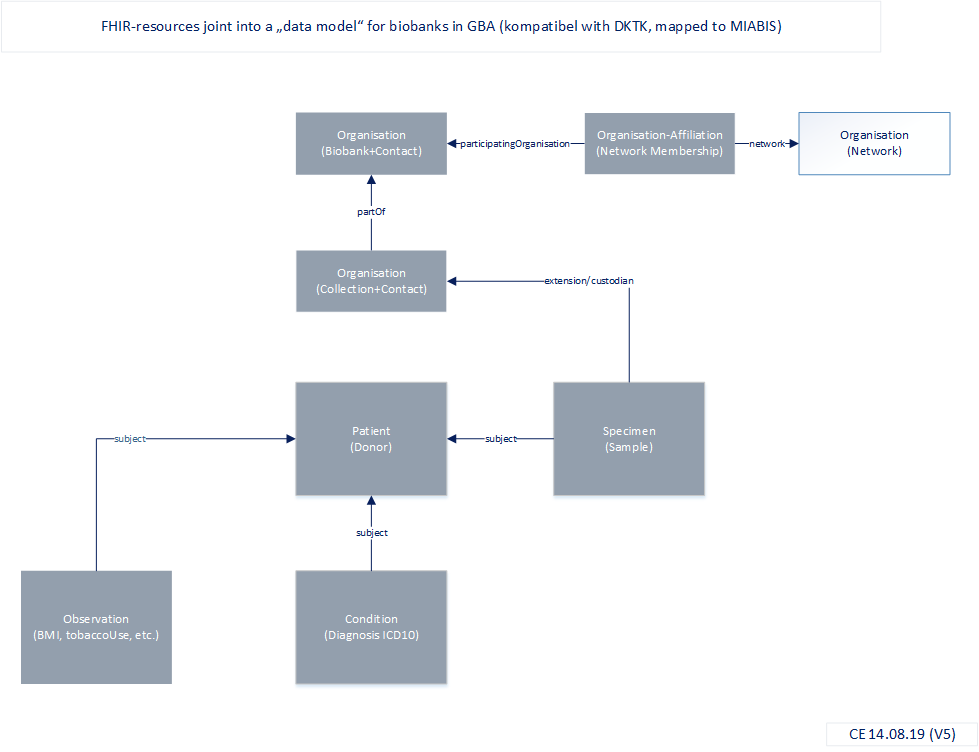 FHIR-resources joint into a „data model“ for biobanks in GBA (kompatibel with DKTK, mapped to MIABIS)
Organisation
(Biobank+Contact)
participatingOrganisation
Organisation-Affiliation
(Network Membership)
network
Organisation
(Network)
partOf
Organisation
(Collection+Contact)
extension/custodian
Patient
(Donor)
subject
Specimen
(Sample)
subject
subject
Observation
(BMI, tobaccoUse, etc.)
Condition
(Diagnosis ICD10)
CE 14.08.19 (V5)